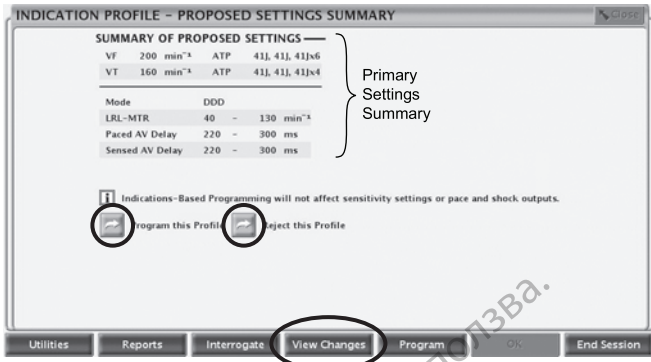 INDICATION PROFILE – PROPOSED SETTINGS SUMMARY
Close
SUMMARY OF PROPOSED SETTINGS
VF 200 min⁻¹ ATP 41J, 41J, 41Jx6
VT 160 min⁻¹ ATP 41J, 41J, 41Jx4
Mode DDD
LRL-MTR 40 - 130 min⁻¹
Paced AV Delay 220 - 300 ms
Sensed AV Delay 220 - 300 ms
Primary
Settings
Summary
i Indications-Based Programming will not affect sensitivity settings or pace and shock outputs.
Program this Profile Reject this Profile
Utilities Reports Interrogate View Changes Program OK End Session